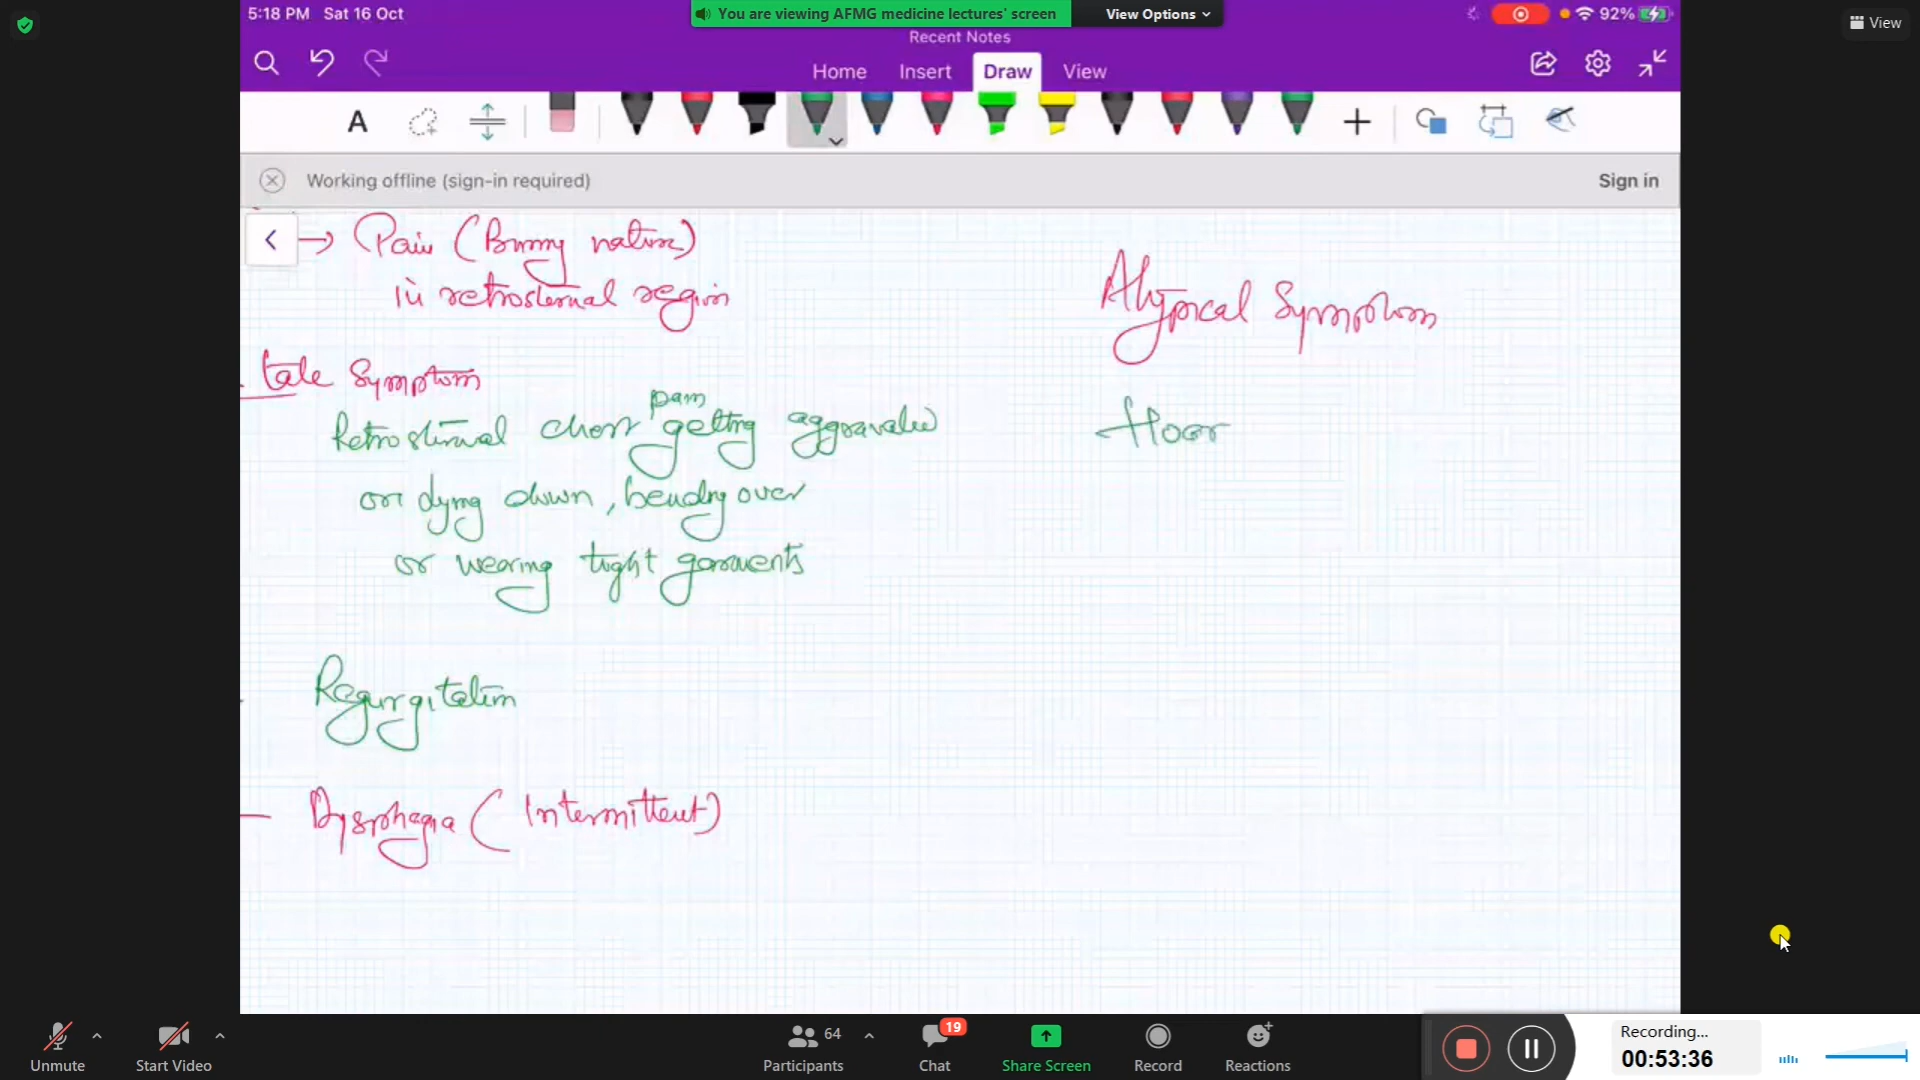 5:18 PM Sat 16 Oct
You are viewing AFMG medicine lectures' screen
View Options
92%
View
Recent Notes
Home Insert Draw View
A
Working offline (sign-in required)
Sign in
→ Pain (Burning nature)
in retrosternal region
Atypical Symptoms
late Symptom
pain
Retrosternal chest getting aggravated
on lying down, bending over
or wearing tight garments
Regurgitation
- Dysphagia (Intermittent)
Unmute
Start Video
64
Participants
19
Chat
Share Screen
Record
Reactions
Recording...
00:53:36